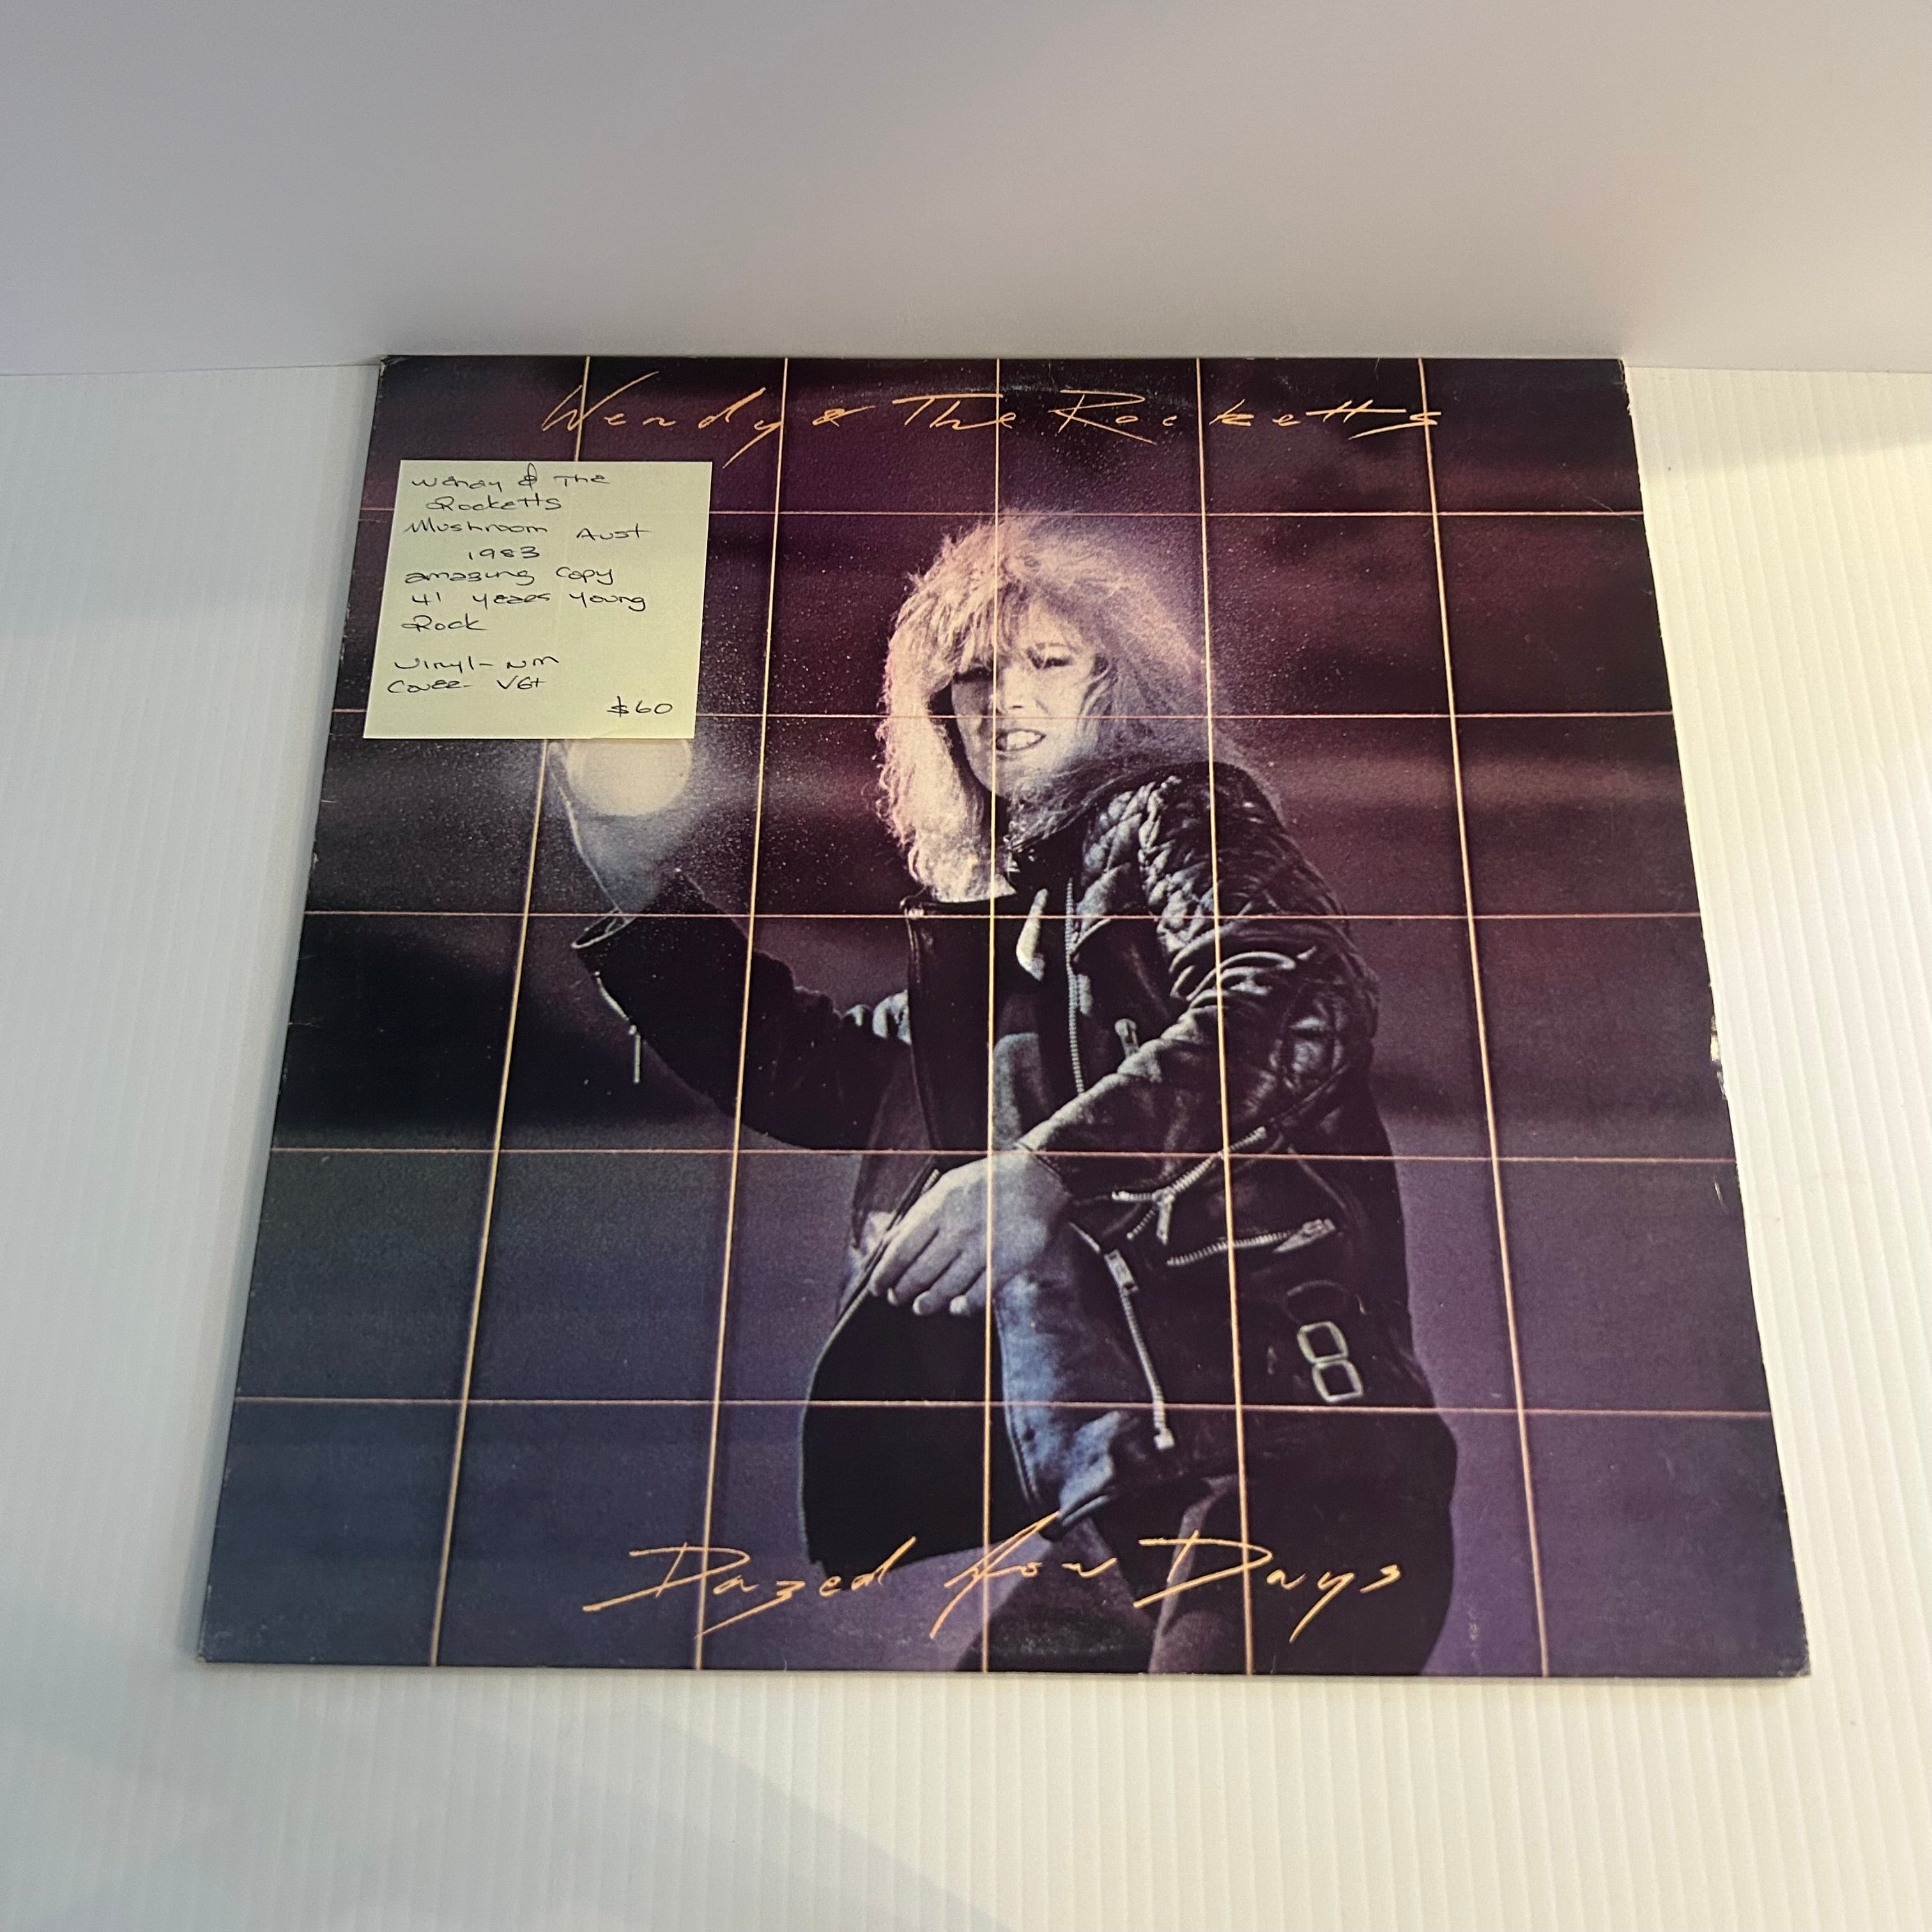 Wendy & The Rocketts
Wendy & The
Rocketts
Mushroom Aust
1983
amazing copy
41 years young
Rock
Vinyl - NM
Cover - VG+
$60
Dazed for Days